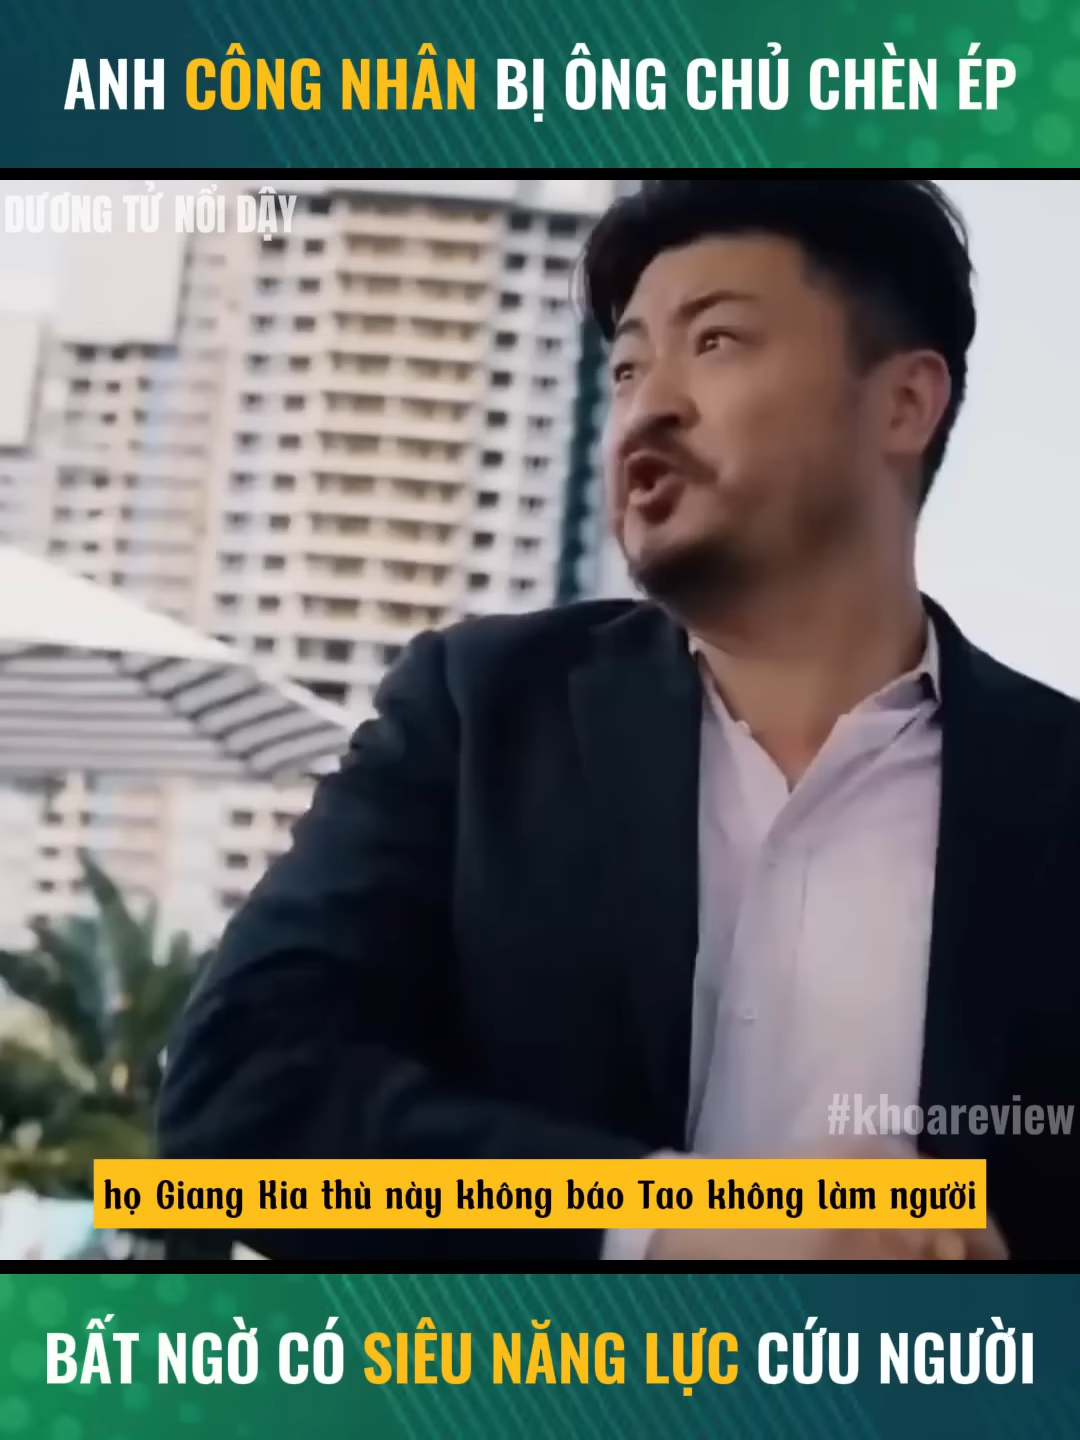 ANH CÔNG NHÂN BỊ ÔNG CHỦ CHÈN ÉP
DƯƠNG TỬ NỔI DẬY
#khoareview
họ Giang Kia thù này không báo Tao không làm người
BẤT NGỜ CÓ SIÊU NĂNG LỰC CỨU NGƯỜI